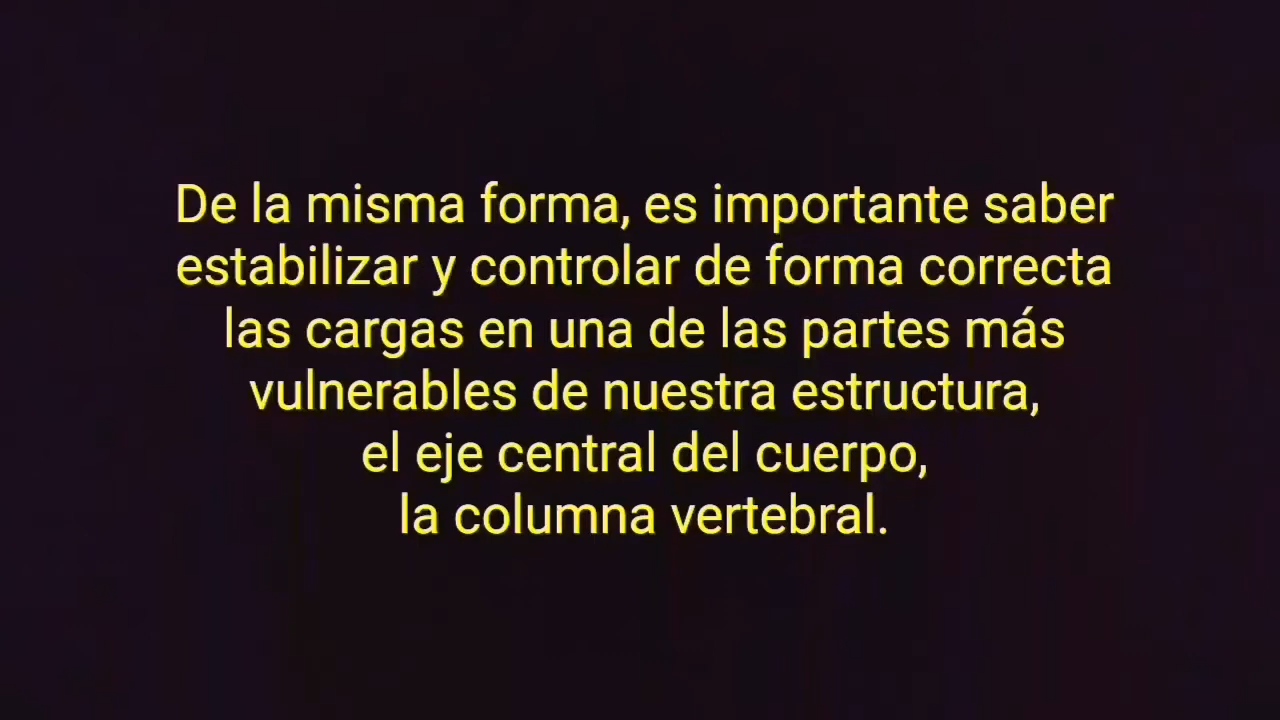 De la misma forma, es importante saber
estabilizar y controlar de forma correcta
las cargas en una de las partes más
vulnerables de nuestra estructura,
el eje central del cuerpo,
la columna vertebral.